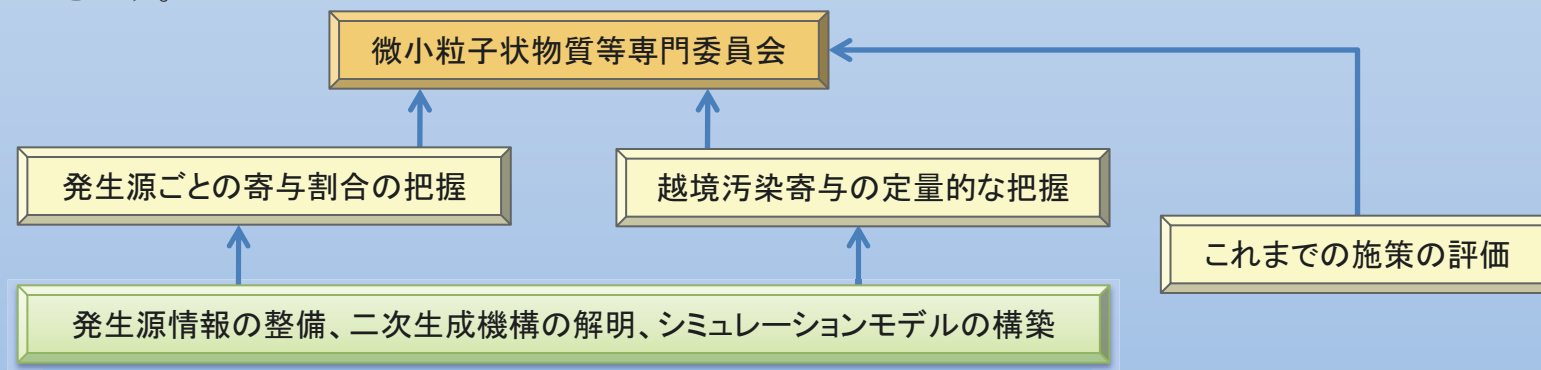 微小粒子状物質等専門委員会
発生源ごとの寄与割合の把握
越境汚染寄与の定量的な把握
これまでの施策の評価
発生源情報の整備、二次生成機構の解明、シミュレーションモデルの構築